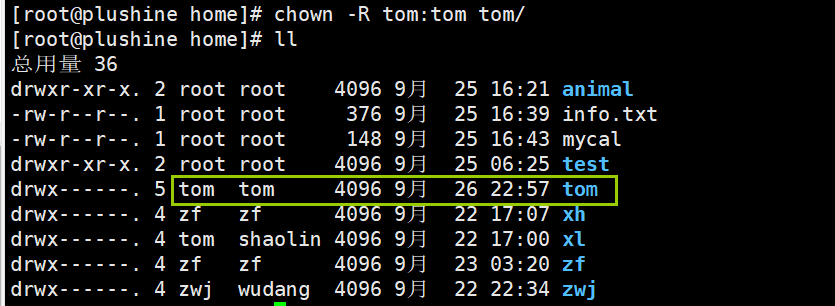 [root@plushine home]# chown -R tom:tom tom/
[root@plushine home]# ll
总用量 36
drwxr-xr-x. 2 root root    4096 9月  25 16:21 animal
-rw-r--r--. 1 root root     376 9月  25 16:39 info.txt
-rw-r--r--. 1 root root     148 9月  25 16:43 mycal
drwxr-xr-x. 2 root root    4096 9月  25 06:25 test
drwx------. 5 tom  tom     4096 9月  26 22:57 tom
drwx------. 4 zf   zf      4096 9月  22 17:07 xh
drwx------. 4 tom  shaolin 4096 9月  22 17:00 xl
drwx------. 4 zf   zf      4096 9月  23 03:20 zf
drwx------. 4 zwj  wudang  4096 9月  22 22:34 zwj